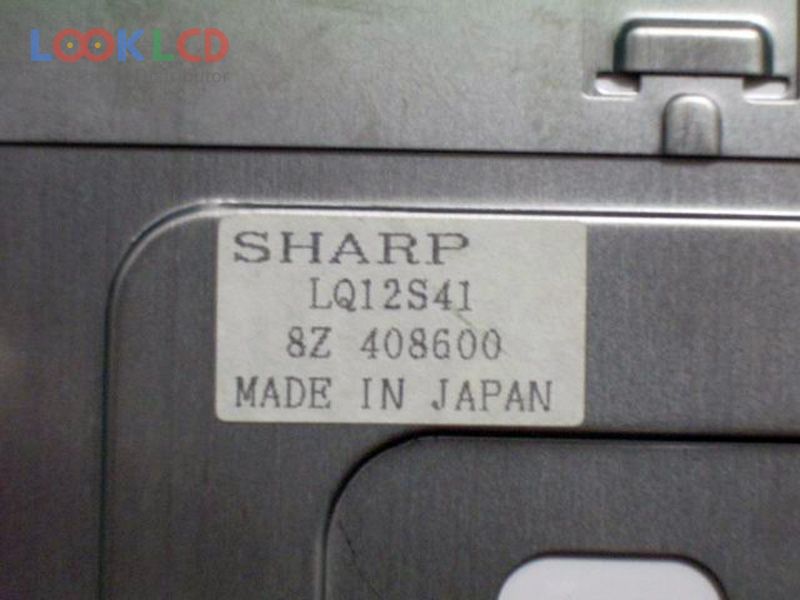 LOOKLCD
SHARP
LQ12S41
8Z 408600
MADE IN JAPAN